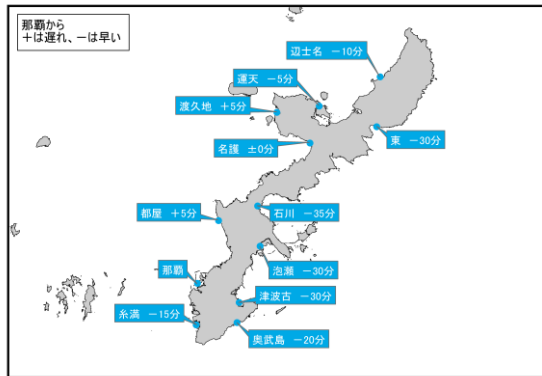 那覇から
+は遅れ、－は早い
辺士名　－10分
運天　－5分
渡久地　+5分
東　－30分
名護　±0分
都屋　+5分
石川　－35分
泡瀬　－30分
那覇
津波古　－30分
糸満　－15分
奥武島　－20分